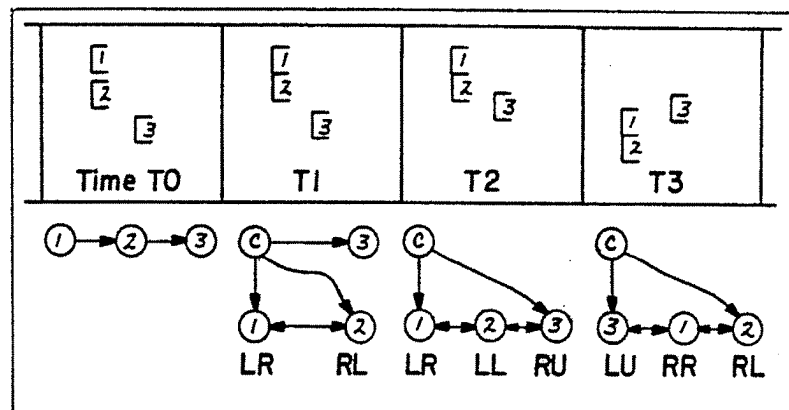 1 1 1
2 2 2 3 3
3 3 1
2
Time T0 T1 T2 T3
1 2 3 C 3 C C
1 2 1 2 3 3 1 2
LR RL LR LL RU LU RR RL